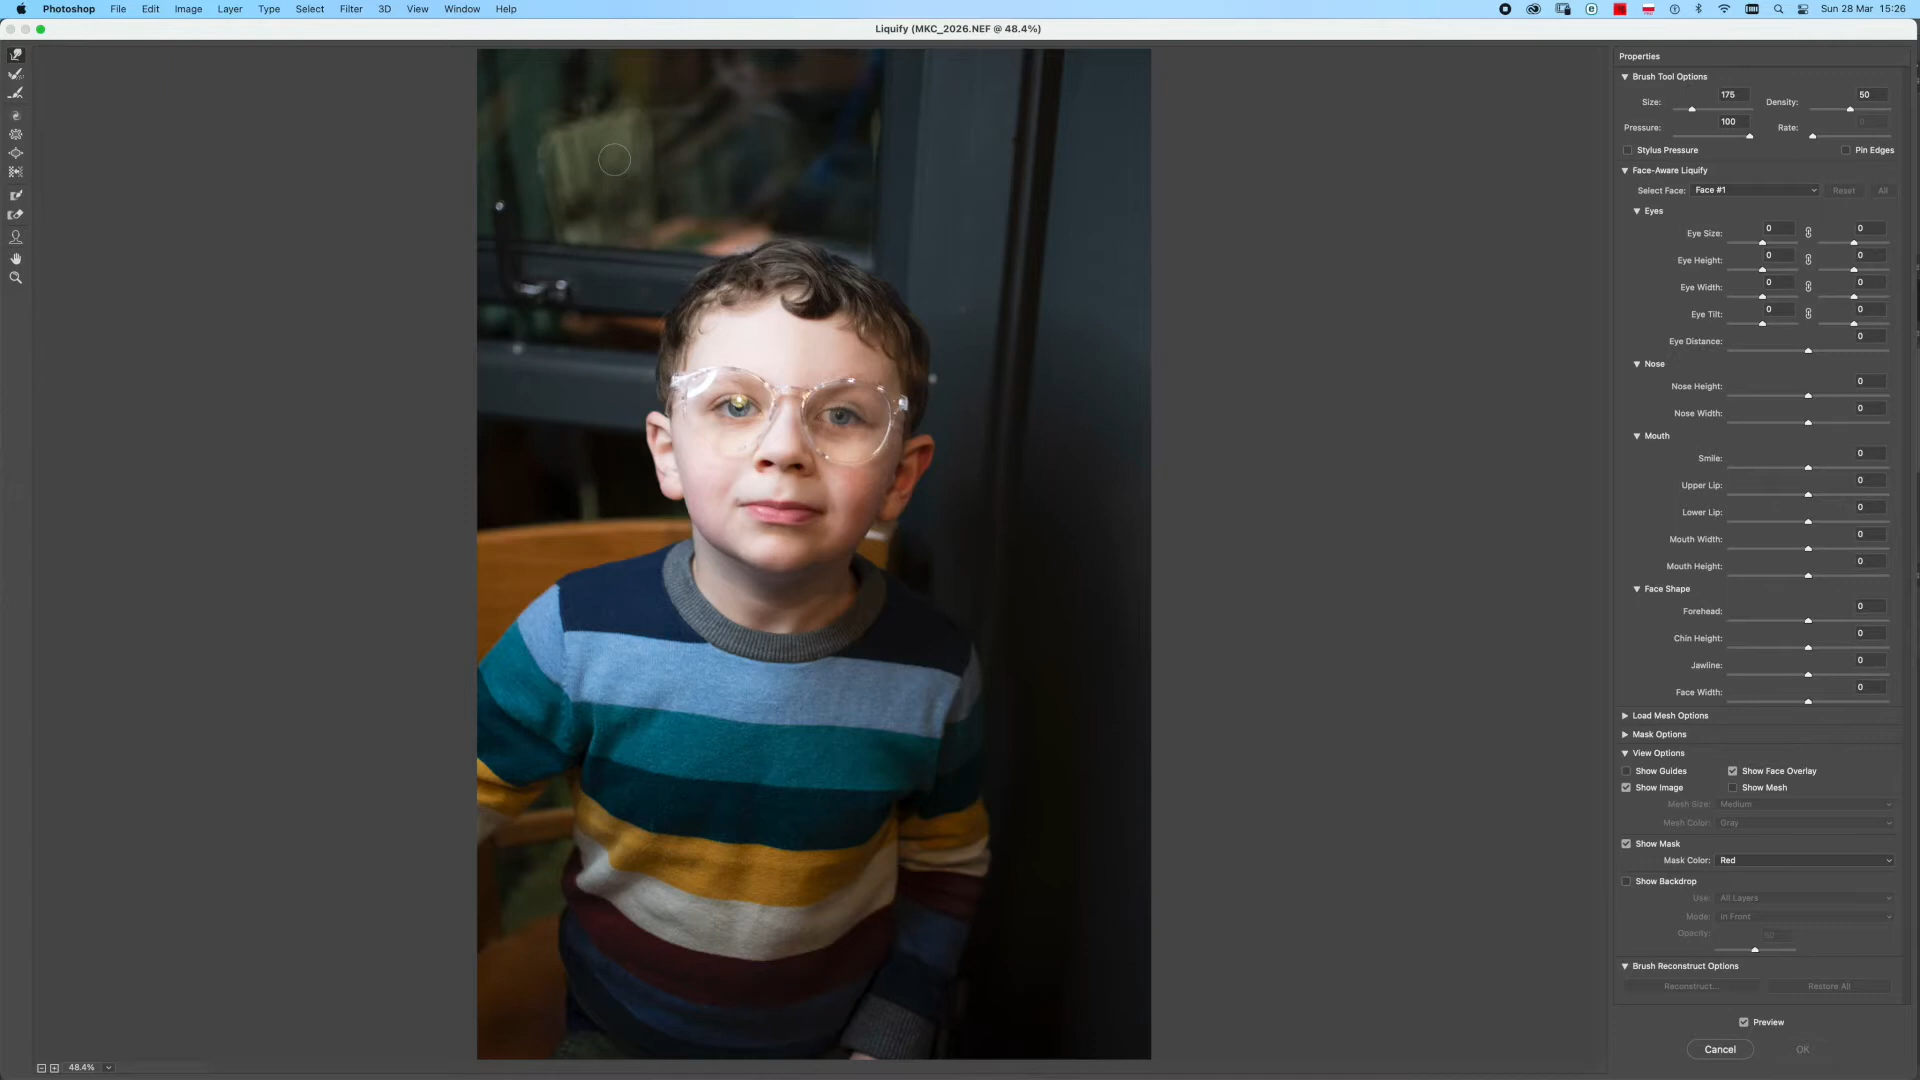 Photoshop File Edit Image Layer Type Select Filter 3D View Window Help Sun 28 Mar 15:26
Liquify (MKC_2026.NEF @ 48.4%)
Properties
Brush Tool Options
Size: 175 Density: 50
Pressure: 100 Rate: 0
Stylus Pressure Pin Edges
Face-Aware Liquify
Select Face: Face #1 Reset All
Eyes
Eye Size: 0 0
Eye Height: 0 0
Eye Width: 0 0
Eye Tilt: 0 0
Eye Distance: 0
Nose
Nose Height: 0
Nose Width: 0
Mouth
Smile: 0
Upper Lip: 0
Lower Lip: 0
Mouth Width: 0
Mouth Height: 0
Face Shape
Forehead: 0
Chin Height: 0
Jawline: 0
Face Width: 0
Load Mesh Options
Mask Options
View Options
Show Guides Show Face Overlay
Show Image Show Mesh
Mesh Size: Medium
Mesh Color: Gray
Show Mask
Mask Color: Red
Show Backdrop
Use: All Layers
Mode: In Front
Opacity:
Brush Reconstruct Options
Reconstruct... Restore All
Preview
Cancel OK
48.4%